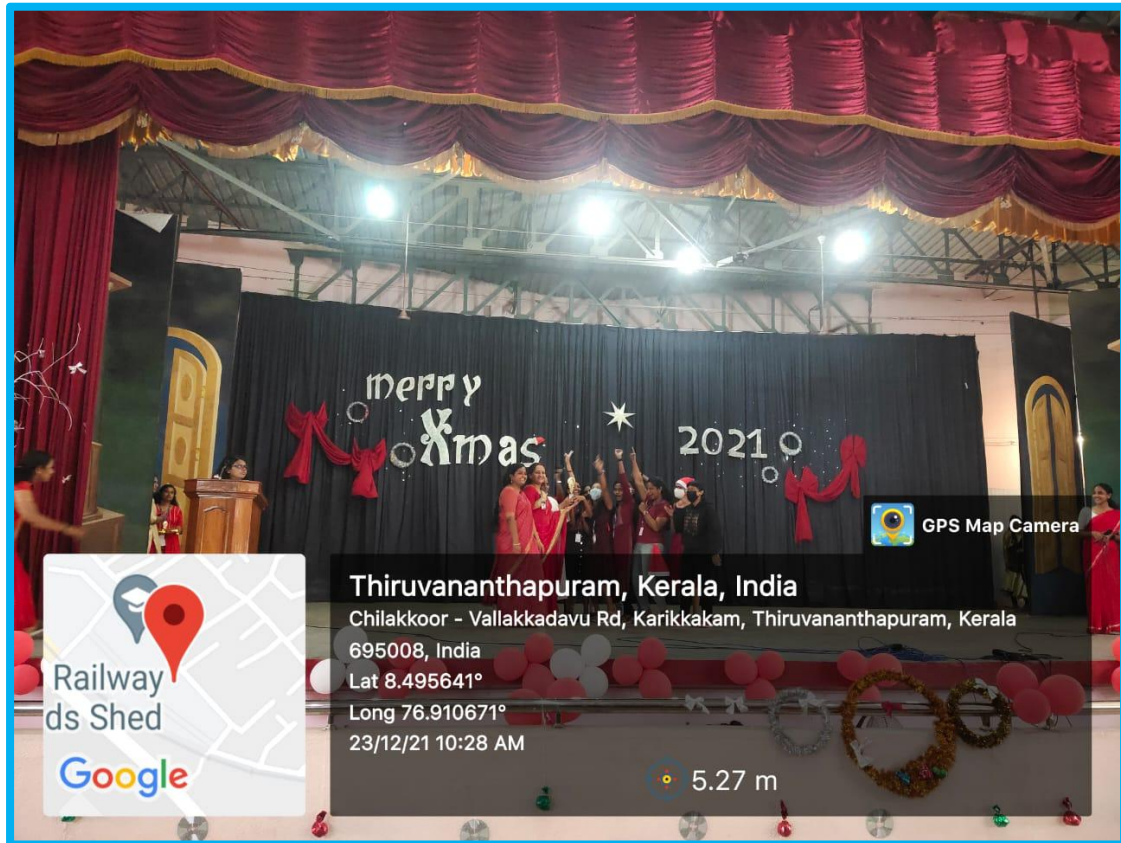 merry
Xmas
2021
GPS Map Camera
Railway
ds Shed
Google
Thiruvananthapuram, Kerala, India
Chilakkoor - Vallakkadavu Rd, Karikkakam, Thiruvananthapuram, Kerala
695008, India
Lat 8.495641°
Long 76.910671°
23/12/21 10:28 AM
5.27 m